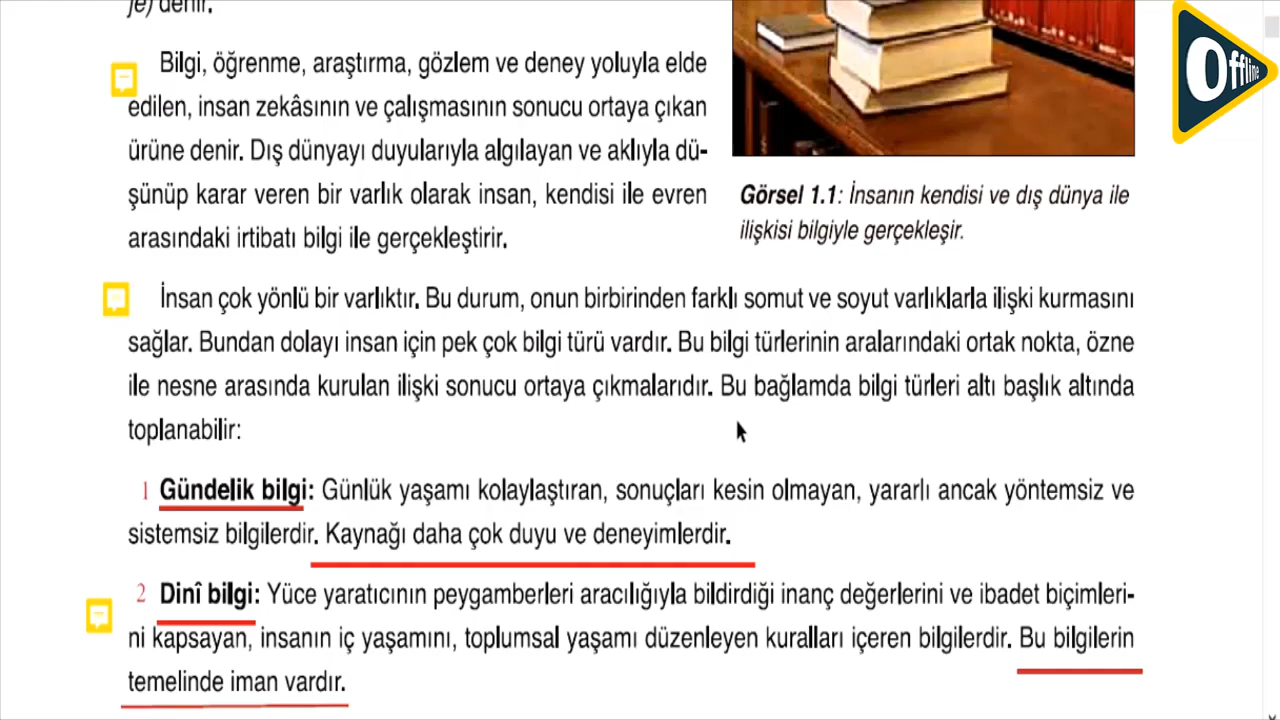 je) denir.
Bilgi, öğrenme, araştırma, gözlem ve deney yoluyla elde
edilen, insan zekâsının ve çalışmasının sonucu ortaya çıkan
ürüne denir. Dış dünyayı duyularıyla algılayan ve aklıyla dü-
şünüp karar veren bir varlık olarak insan, kendisi ile evren
arasındaki irtibatı bilgi ile gerçekleştirir.
Offline
Görsel 1.1: İnsanın kendisi ve dış dünya ile
ilişkisi bilgiyle gerçekleşir.
İnsan çok yönlü bir varlıktır. Bu durum, onun birbirinden farklı somut ve soyut varlıklarla ilişki kurmasını
sağlar. Bundan dolayı insan için pek çok bilgi türü vardır. Bu bilgi türlerinin aralarındaki ortak nokta, özne
ile nesne arasında kurulan ilişki sonucu ortaya çıkmalarıdır. Bu bağlamda bilgi türleri altı başlık altında
toplanabilir:
1 Gündelik bilgi: Günlük yaşamı kolaylaştıran, sonuçları kesin olmayan, yararlı ancak yöntemsiz ve
sistemsiz bilgilerdir. Kaynağı daha çok duyu ve deneyimlerdir.
2 Dinî bilgi: Yüce yaratıcının peygamberleri aracılığıyla bildirdiği inanç değerlerini ve ibadet biçimleri-
ni kapsayan, insanın iç yaşamını, toplumsal yaşamı düzenleyen kuralları içeren bilgilerdir. Bu bilgilerin
temelinde iman vardır.